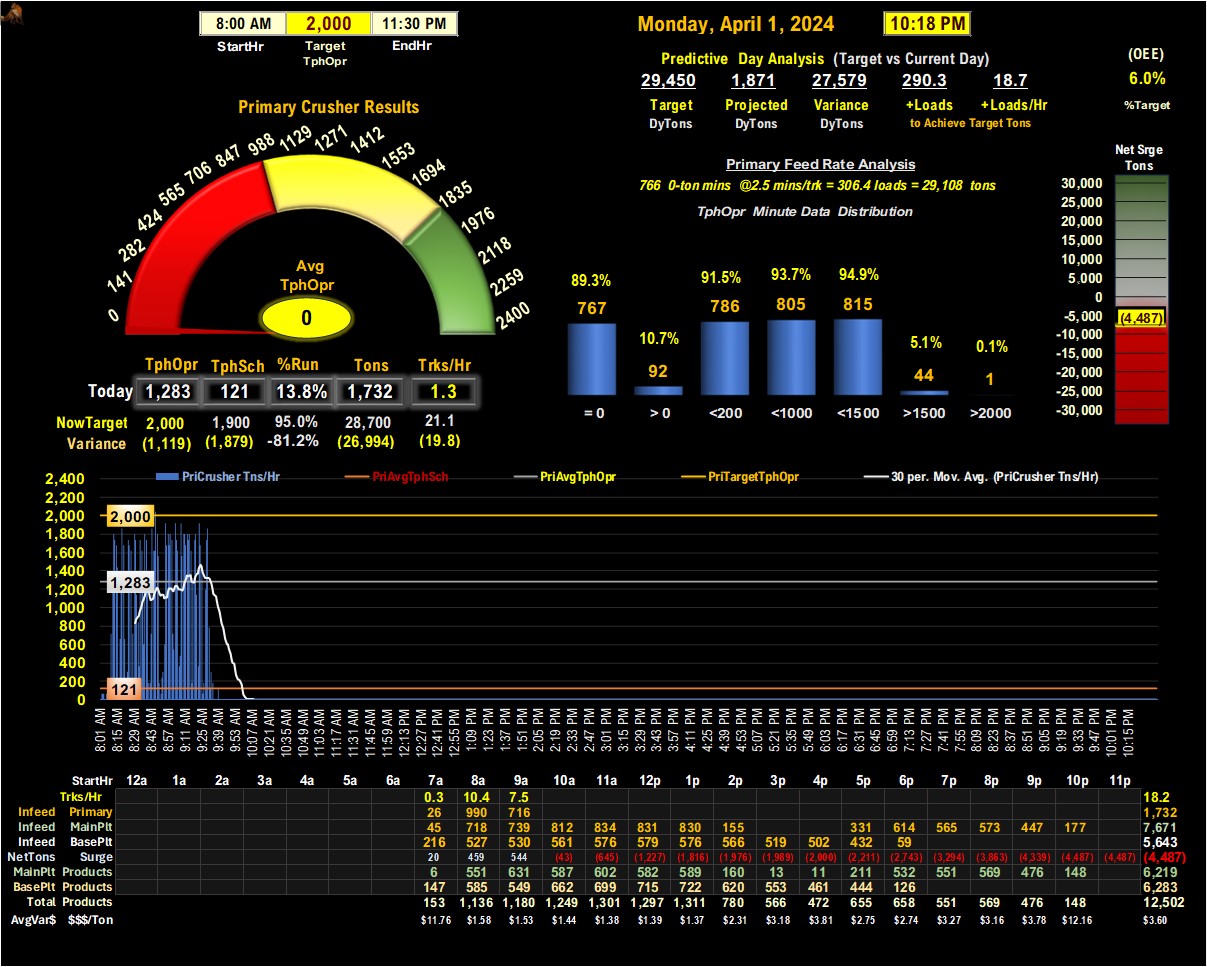 8:00 AM 2,000 11:30 PM
StartHr Target TphOpr EndHr
Monday, April 1, 2024 10:18 PM
Predictive Day Analysis (Target vs Current Day)
29,450 1,871 27,579 290.3 18.7
Target Projected Variance +Loads +Loads/Hr
DyTons DyTons DyTons to Achieve Target Tons
(OEE)
6.0%
%Target
Primary Crusher Results
0 141 282 424 565 706 847 988 1129 1271 1412 1553 1694 1835 1976 2118 2259 2400
Avg
TphOpr
0
TphOpr TphSch %Run Tons Trks/Hr
Today 1,283 121 13.8% 1,732 1.3
NowTarget 2,000 1,900 95.0% 28,700 21.1
Variance (1,119) (1,879) -81.2% (26,994) (19.8)
Primary Feed Rate Analysis
766 0-ton mins @2.5 mins/trk = 306.4 loads = 29,108 tons
TphOpr Minute Data Distribution
89.3% 10.7% 91.5% 93.7% 94.9% 5.1% 0.1%
767 92 786 805 815 44 1
= 0 > 0 <200 <1000 <1500 >1500 >2000
Net Srge
Tons
30,000
25,000
20,000
15,000
10,000
5,000
0
-5,000
(4,487)
-10,000
-15,000
-20,000
-25,000
-30,000
PriCrusher Tns/Hr PriAvgTphSch PriAvgTphOpr PriTargetTphOpr 30 per. Mov. Avg. (PriCrusher Tns/Hr)
2,400
2,200
2,000
1,800
1,600
1,400
1,200
1,000
800
600
400
200
0
2,000
1,283
121
8:01 AM 8:15 AM 8:29 AM 8:43 AM 8:57 AM 9:11 AM 9:25 AM 9:39 AM 9:53 AM 10:07 AM 10:21 AM 10:35 AM 10:49 AM 11:03 AM 11:17 AM 11:31 AM 11:45 AM 11:59 AM 12:13 PM 12:27 PM 12:41 PM 12:55 PM 1:09 PM 1:23 PM 1:37 PM 1:51 PM 2:05 PM 2:19 PM 2:33 PM 2:47 PM 3:01 PM 3:15 PM 3:29 PM 3:43 PM 3:57 PM 4:11 PM 4:25 PM 4:39 PM 4:53 PM 5:07 PM 5:21 PM 5:35 PM 5:49 PM 6:03 PM 6:17 PM 6:31 PM 6:45 PM 6:59 PM 7:13 PM 7:27 PM 7:41 PM 7:55 PM 8:09 PM 8:23 PM 8:37 PM 8:51 PM 9:05 PM 9:19 PM 9:33 PM 9:47 PM 10:01 PM 10:15 PM
StartHr 12a 1a 2a 3a 4a 5a 6a 7a 8a 9a 10a 11a 12p 1p 2p 3p 4p 5p 6p 7p 8p 9p 10p 11p
Trks/Hr 0.3 10.4 7.5 18.2
Infeed Primary 26 990 716 1,732
Infeed MainPlt 45 718 739 812 834 831 830 155 331 614 565 573 447 177 7,671
Infeed BasePlt 216 527 530 561 576 579 576 566 519 502 432 59 5,643
NetTons Surge 20 459 544 (43) (645) (1,227) (1,816) (1,976) (1,989) (2,000) (2,211) (2,743) (3,294) (3,863) (4,339) (4,487) (4,487) (4,487)
MainPlt Products 6 551 631 587 602 582 589 160 13 11 211 532 551 569 476 148 6,219
BasePlt Products 147 585 549 662 699 715 722 620 553 461 444 126 6,283
Total Products 153 1,136 1,180 1,249 1,301 1,297 1,311 780 566 472 655 658 551 569 476 148 12,502
AvgVar$ $$$/Ton $11.76 $1.58 $1.53 $1.44 $1.38 $1.39 $1.37 $2.31 $3.18 $3.81 $2.75 $2.74 $3.27 $3.16 $3.78 $12.16 $3.60